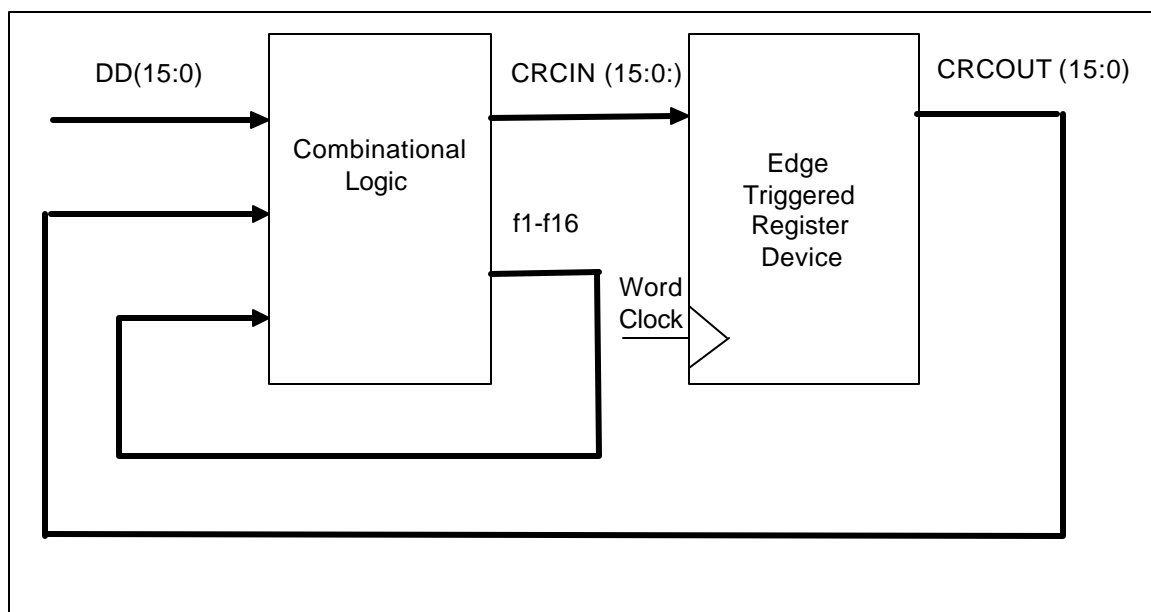 DD(15:0)
CRCIN (15:0:)
CRCOUT (15:0)
Combinational
Logic
f1-f16
Edge
Triggered
Register
Device
Word
Clock